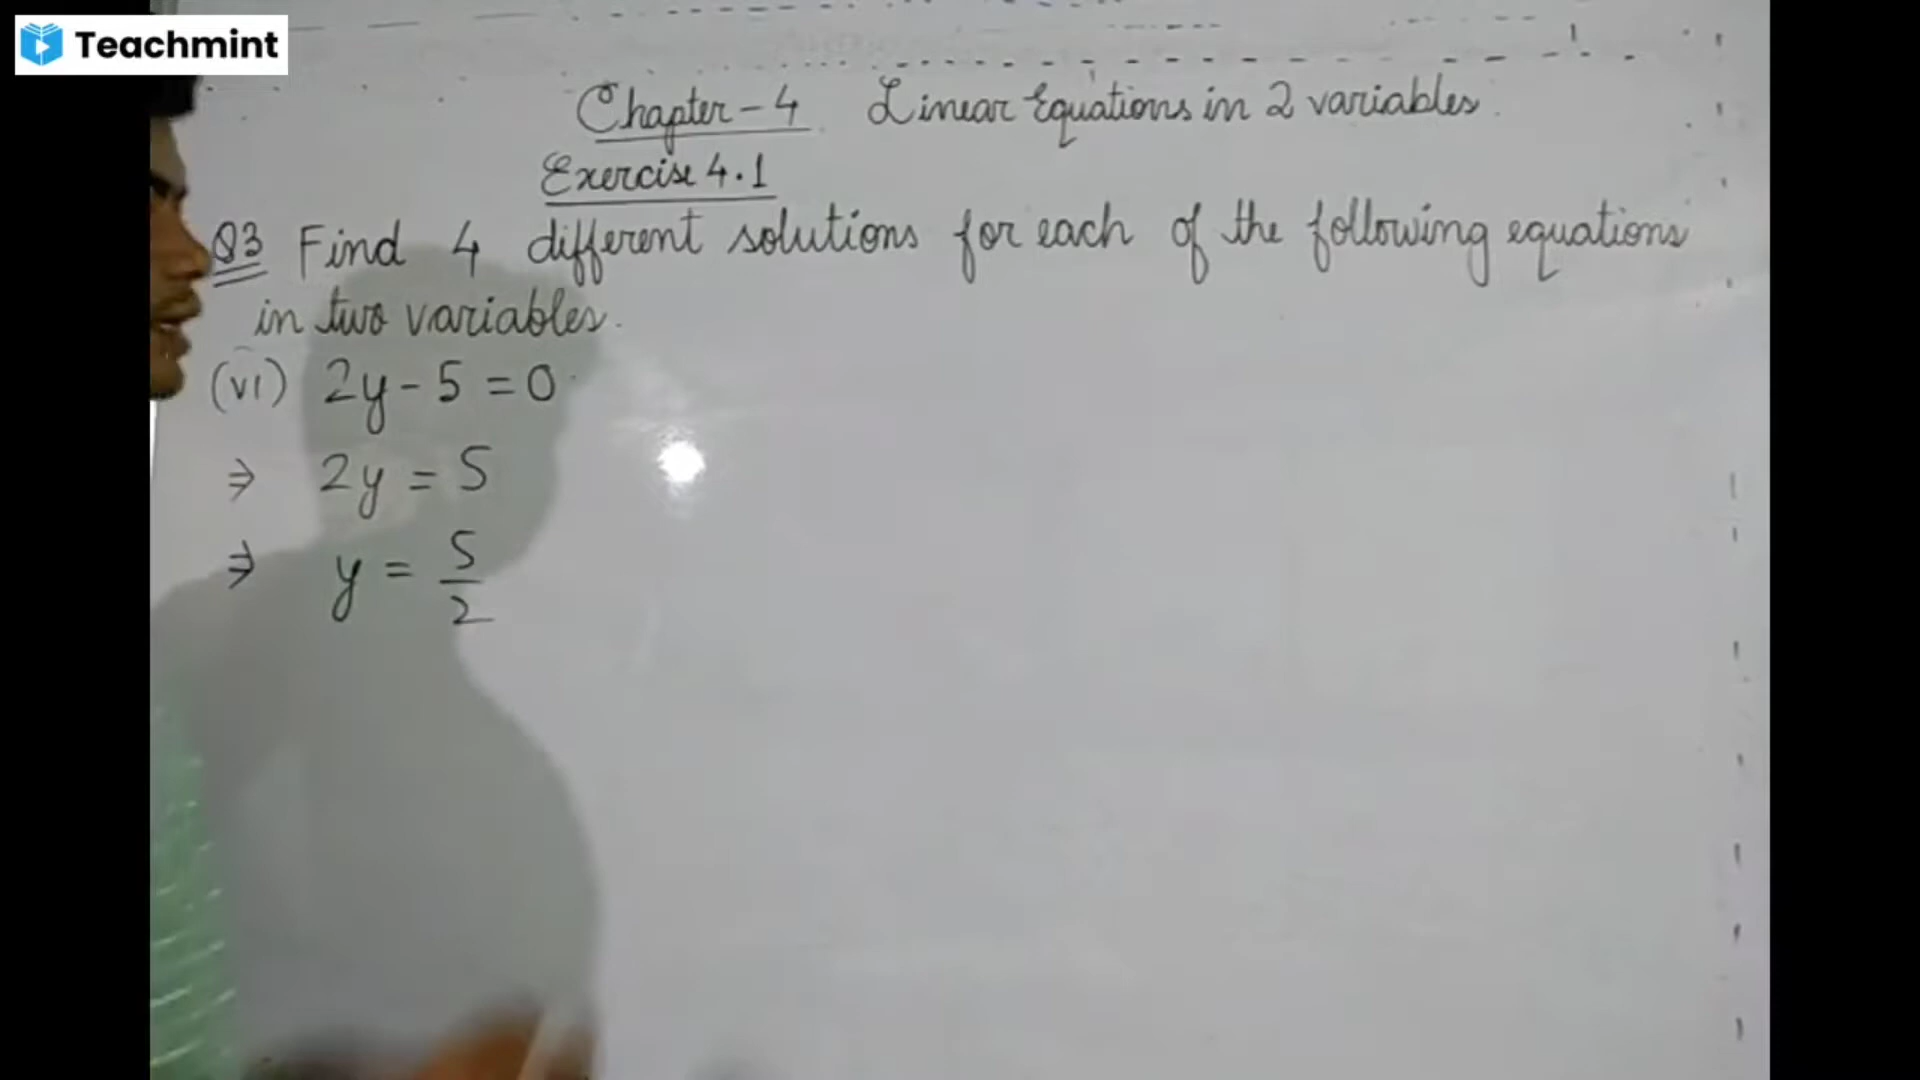 Teachmint
Chapter - 4 Linear Equations in 2 variables.
Exercise 4.1
Q3 Find 4 different solutions for each of the following equations
in two variables.
(vi) 2y - 5 = 0
⇒ 2y = 5
⇒ y = 5/2